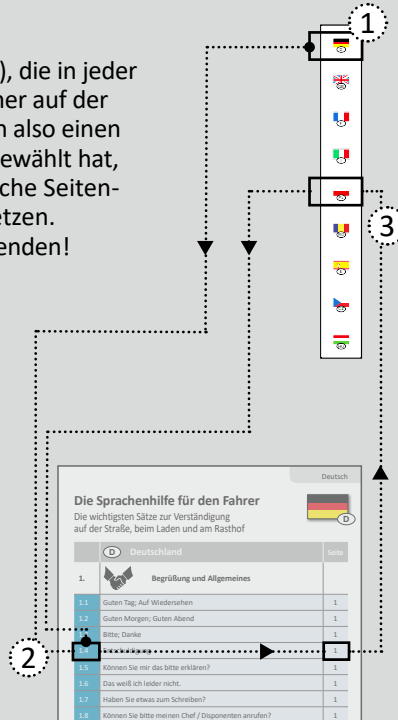 ), die in jeder
ner auf der
n also einen
ewählt hat,
che Seiten-
etzen.
enden!
1
3
2
Deutsch
Die Sprachenhilfe für den Fahrer
Die wichtigsten Sätze zur Verständigung
auf der Straße, beim Laden und am Rasthof
D
D Deutschland Seite
1. Begrüßung und Allgemeines
1.1 Guten Tag; Auf Wiedersehen 1
1.2 Guten Morgen; Guten Abend 1
Bitte; Danke 1
1.4 Entschuldigung 1
1.5 Können Sie mir das bitte erklären? 1
1.6 Das weiß ich leider nicht. 1
1.7 Haben Sie etwas zum Schreiben? 1
1.8 Können Sie bitte meinen Chef / Disponenten anrufen? 1